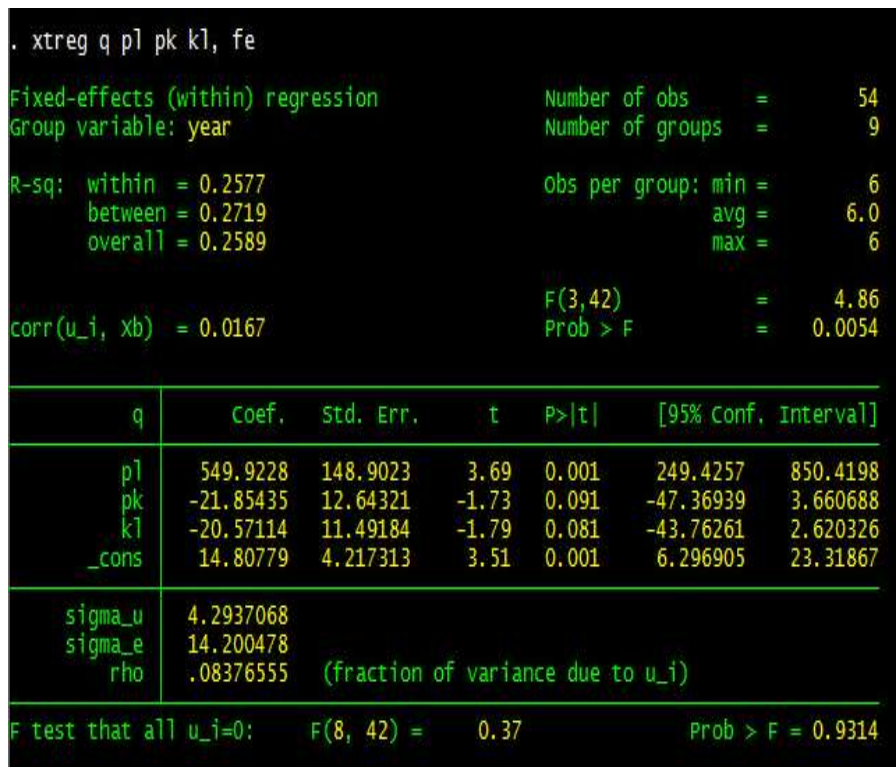 . xtreg q pl pk kl, fe
Fixed-effects (within) regression Number of obs = 54
Group variable: year Number of groups = 9
R-sq: within = 0.2577 Obs per group: min = 6
between = 0.2719 avg = 6.0
overall = 0.2589 max = 6
F(3,42) = 4.86
corr(u_i, Xb) = 0.0167 Prob > F = 0.0054
q Coef. Std. Err. t P>|t| [95% Conf. Interval]
pl 549.9228 148.9023 3.69 0.001 249.4257 850.4198
pk -21.85435 12.64321 -1.73 0.091 -47.36939 3.660688
kl -20.57114 11.49184 -1.79 0.081 -43.76261 2.620326
_cons 14.80779 4.217313 3.51 0.001 6.296905 23.31867
sigma_u 4.2937068
sigma_e 14.200478
rho .08376555 (fraction of variance due to u_i)
F test that all u_i=0: F(8, 42) = 0.37 Prob > F = 0.9314